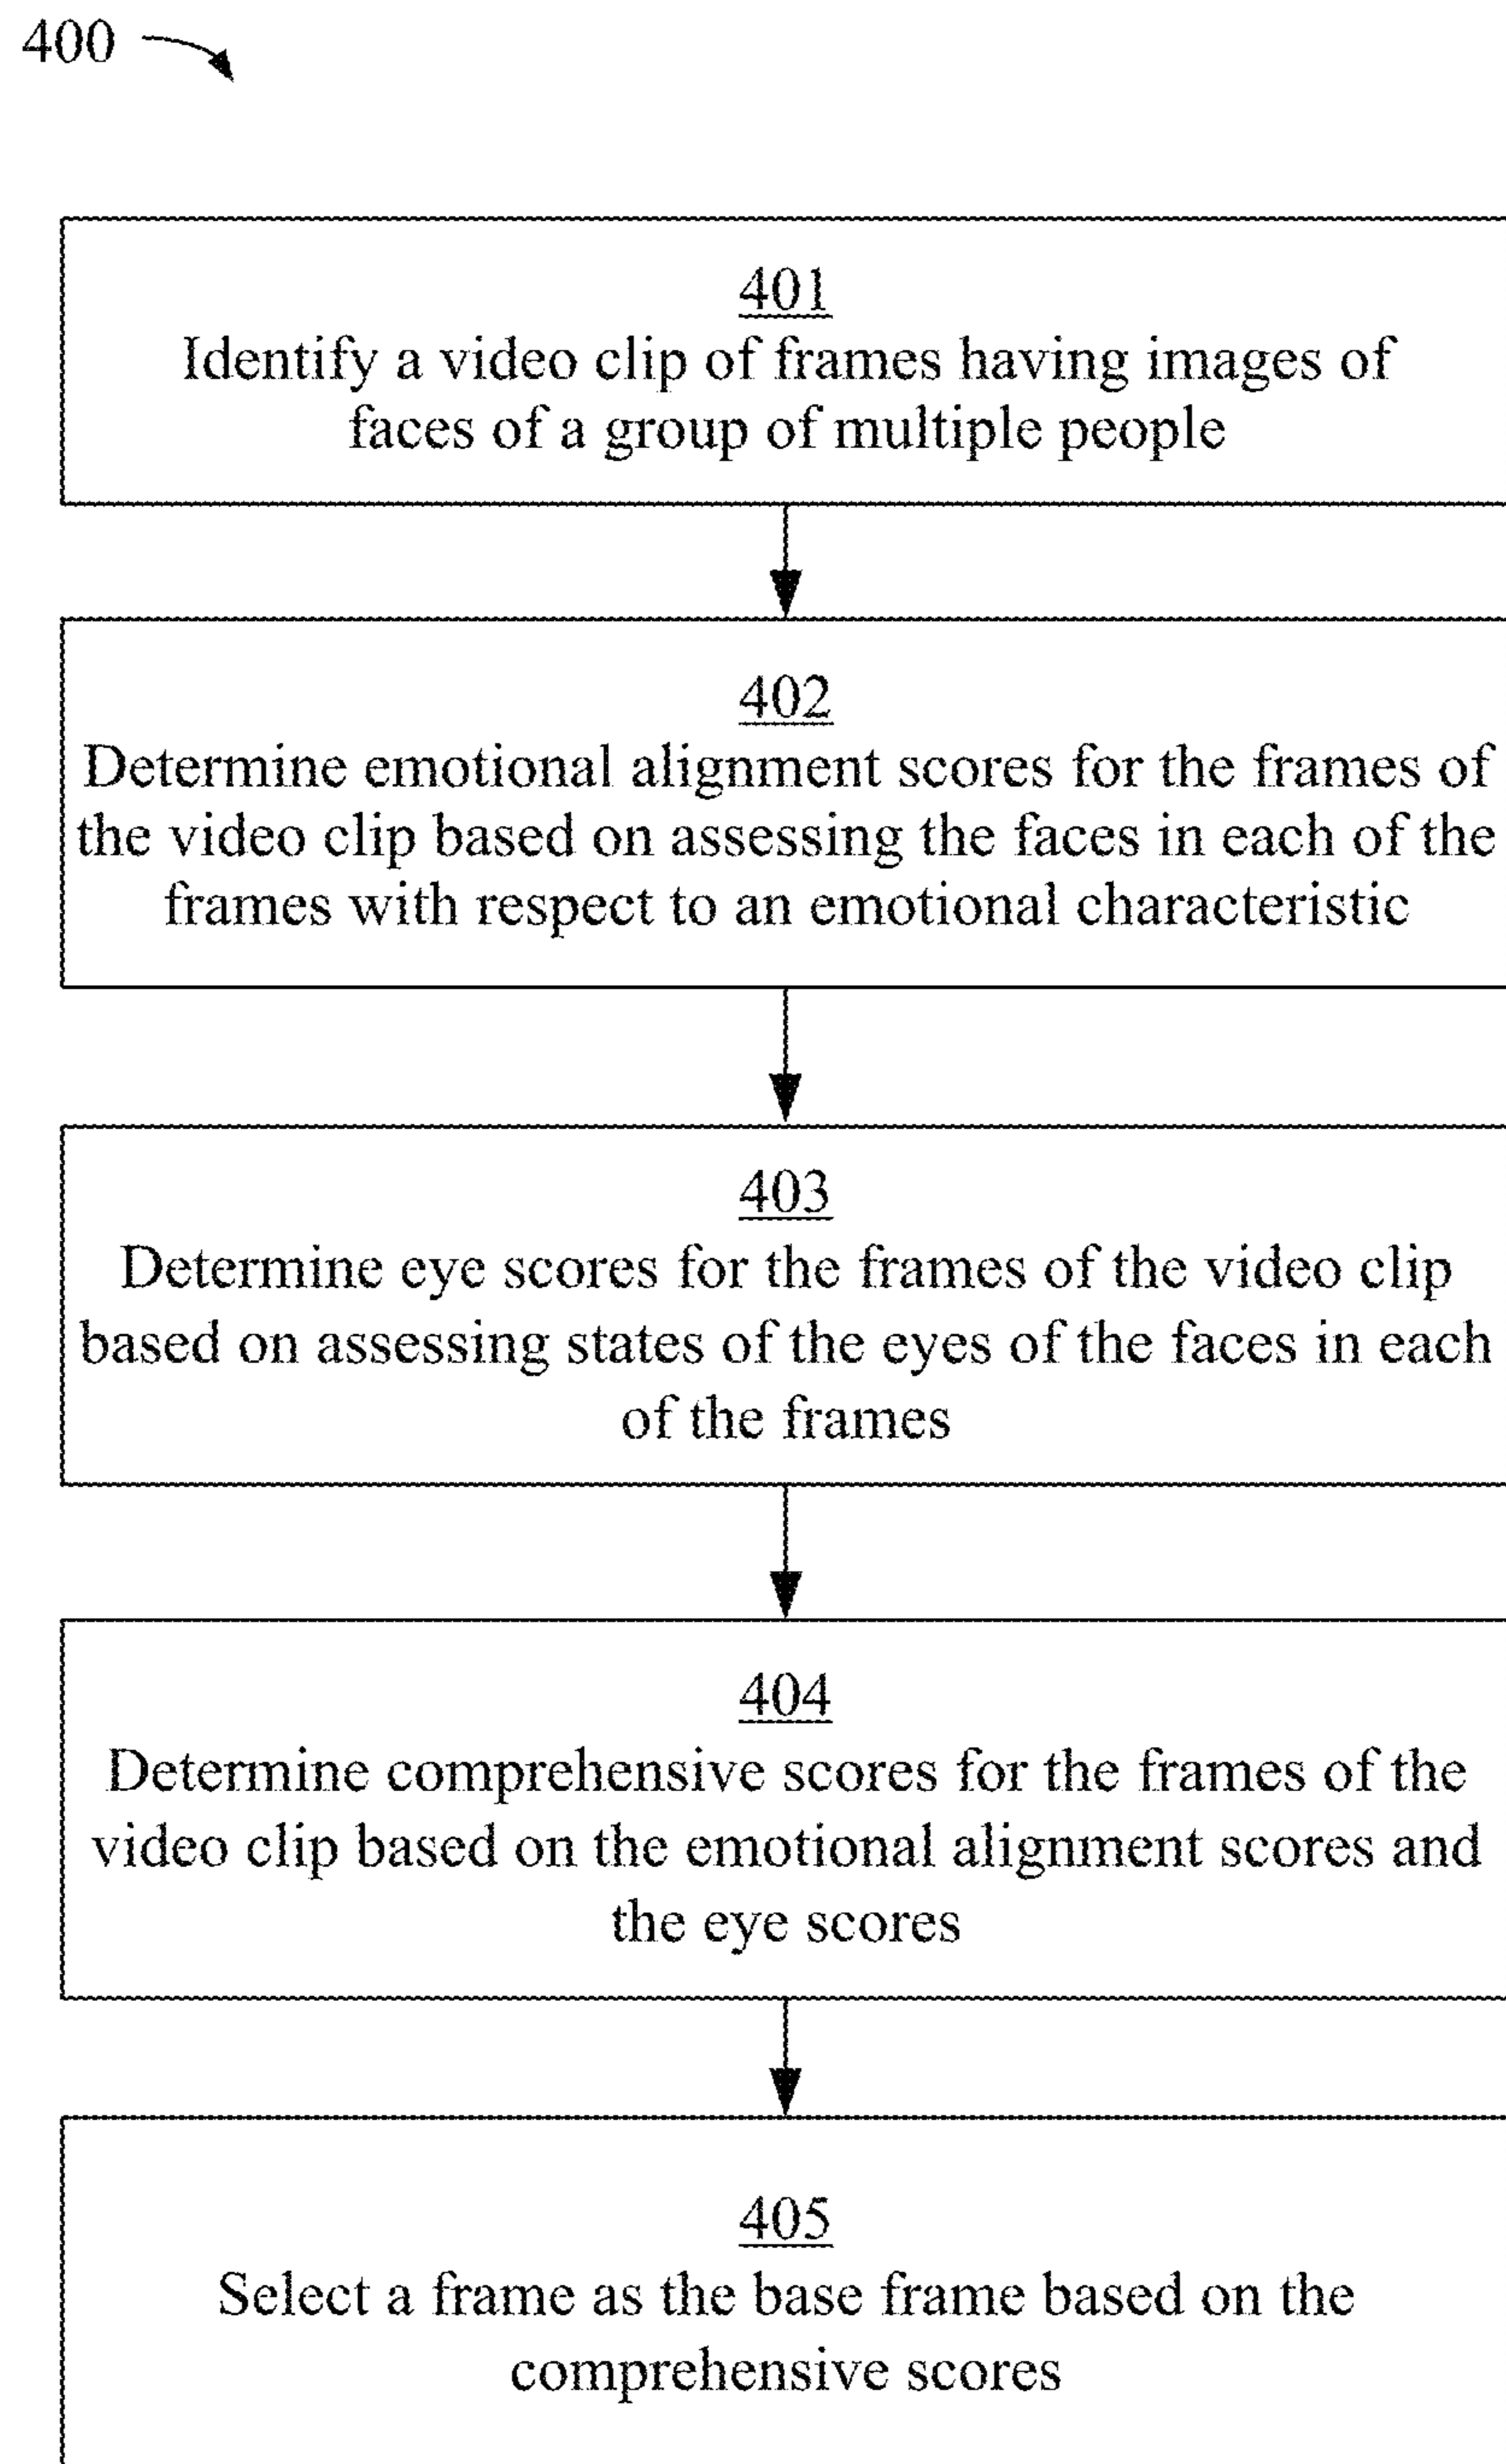 400
401
Identify a video clip of frames having images of
faces of a group of multiple people
402
Determine emotional alignment scores for the frames of
the video clip based on assessing the faces in each of the
frames with respect to an emotional characteristic
403
Determine eye scores for the frames of the video clip
based on assessing states of the eyes of the faces in each
of the frames
404
Determine comprehensive scores for the frames of the
video clip based on the emotional alignment scores and
the eye scores
405
Select a frame as the base frame based on the
comprehensive scores